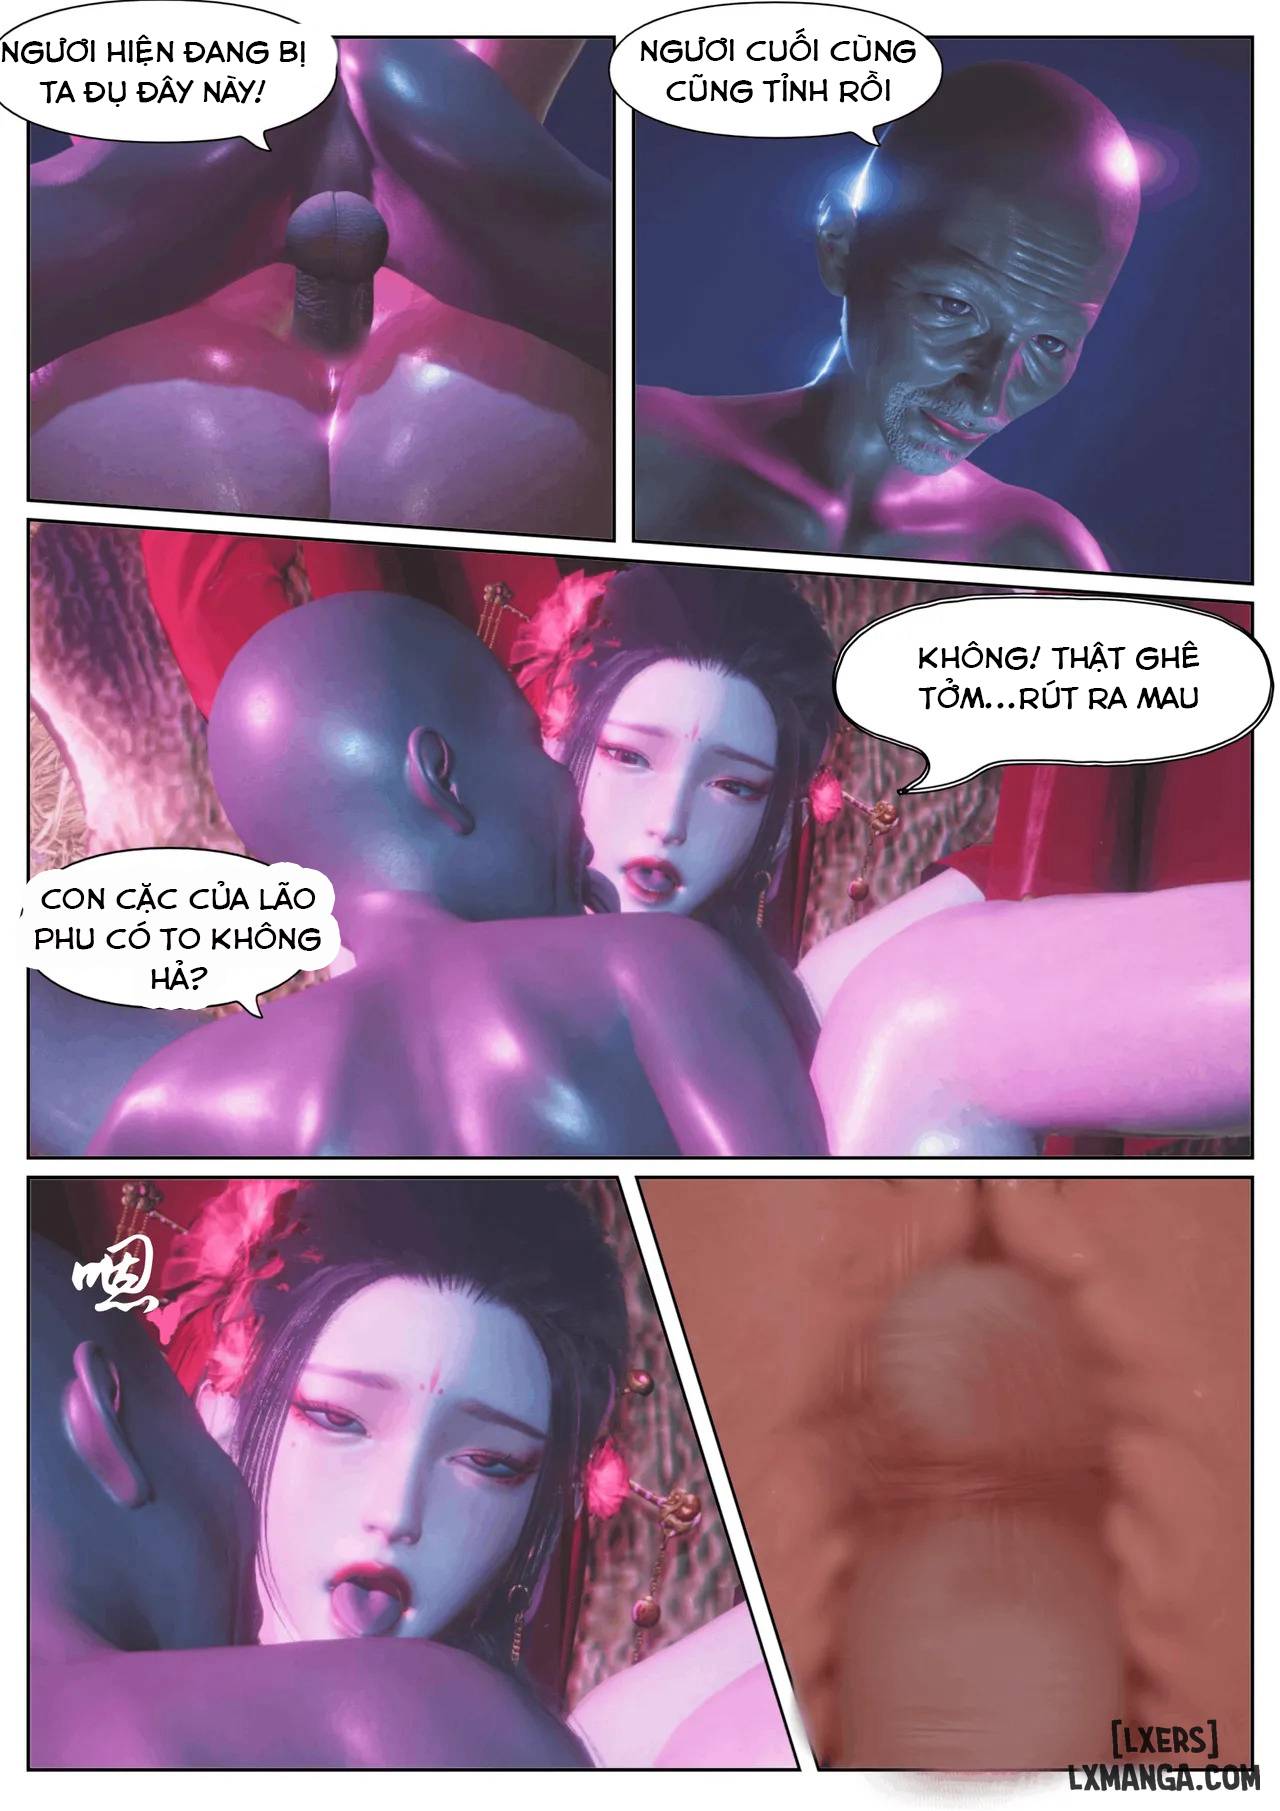 NGƯƠI HIỆN ĐANG BỊ
TA ĐỤ ĐÂY NÀY!
NGƯƠI CUỐI CÙNG
CŨNG TỈNH RỒI
KHÔNG! THẬT GHÊ
TỞM...RÚT RA MAU
CON CẶC CỦA LÃO
PHU CÓ TO KHÔNG
HẢ?
嗯
[LXERS]
LXMANGA.COM